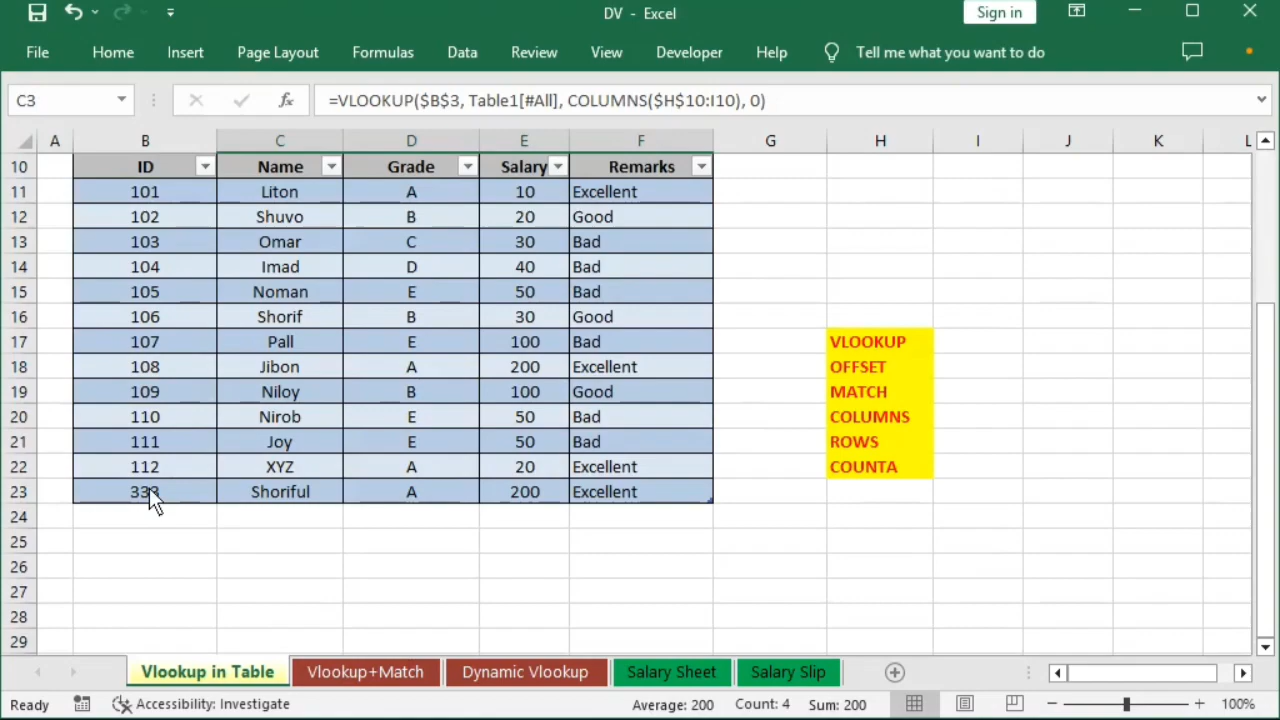 DV - Excel Sign in
File Home Insert Page Layout Formulas Data Review View Developer Help Tell me what you want to do
C3 fx =VLOOKUP($B$3, Table1[#All], COLUMNS($H$10:I10), 0)
A B C D E F G H I J K L
10 ID Name Grade Salary Remarks
11 101 Liton A 10 Excellent
12 102 Shuvo B 20 Good
13 103 Omar C 30 Bad
14 104 Imad D 40 Bad
15 105 Noman E 50 Bad
16 106 Shorif B 30 Good
17 107 Pall E 100 Bad VLOOKUP
18 108 Jibon A 200 Excellent OFFSET
19 109 Niloy B 100 Good MATCH
20 110 Nirob E 50 Bad COLUMNS
21 111 Joy E 50 Bad ROWS
22 112 XYZ A 20 Excellent COUNTA
23 Shoriful A 200 Excellent
24
25
26
27
28
29
Vlookup in Table Vlookup+Match Dynamic Vlookup Salary Sheet Salary Slip
Ready Accessibility: Investigate Average: 200 Count: 4 Sum: 200 100%